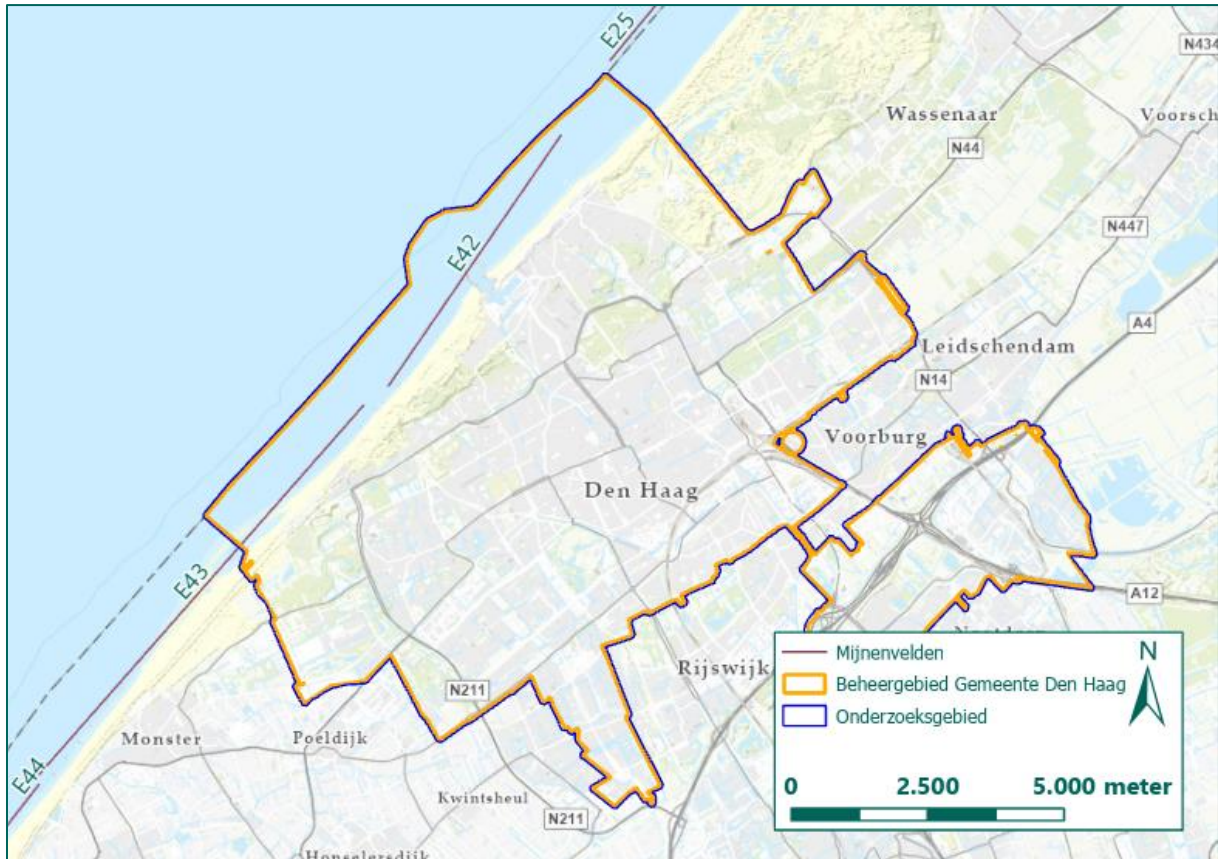 E25
N434
Wassenaar
Voorsch
N44
N447
E42
A4
Leidschendam
N14
Voorburg
Den Haag
E43
A12
Rijswijk
N211
Monster
Poeldijk
E44
Kwintsheul
N211
Honselersdijk
Mijnenvelden
Beheergebied Gemeente Den Haag
Onderzoeksgebied
N
0 2.500 5.000 meter